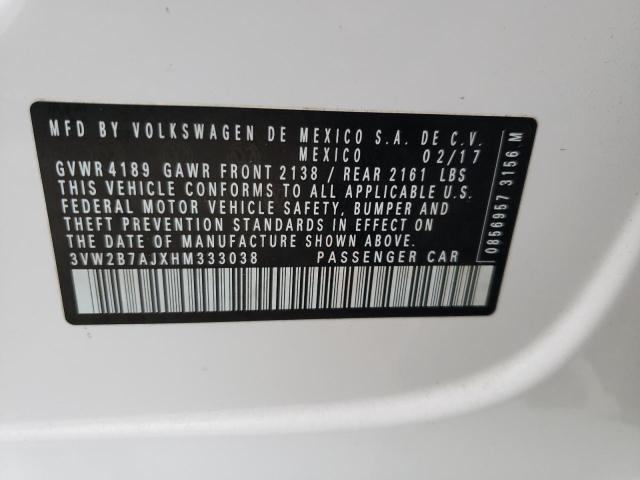 MFD BY VOLKSWAGEN DE MEXICO S.A. DE C.V.
MEXICO 02/17
GVWR 4189 GAWR FRONT 2138 / REAR 2161 LBS
THIS VEHICLE CONFORMS TO ALL APPLICABLE U.S.
FEDERAL MOTOR VEHICLE SAFETY, BUMPER AND
THEFT PREVENTION STANDARDS IN EFFECT ON
THE DATE OF MANUFACTURE SHOWN ABOVE.
3VW2B7AJXHM333038 PASSENGER CAR
0856957 3156.M